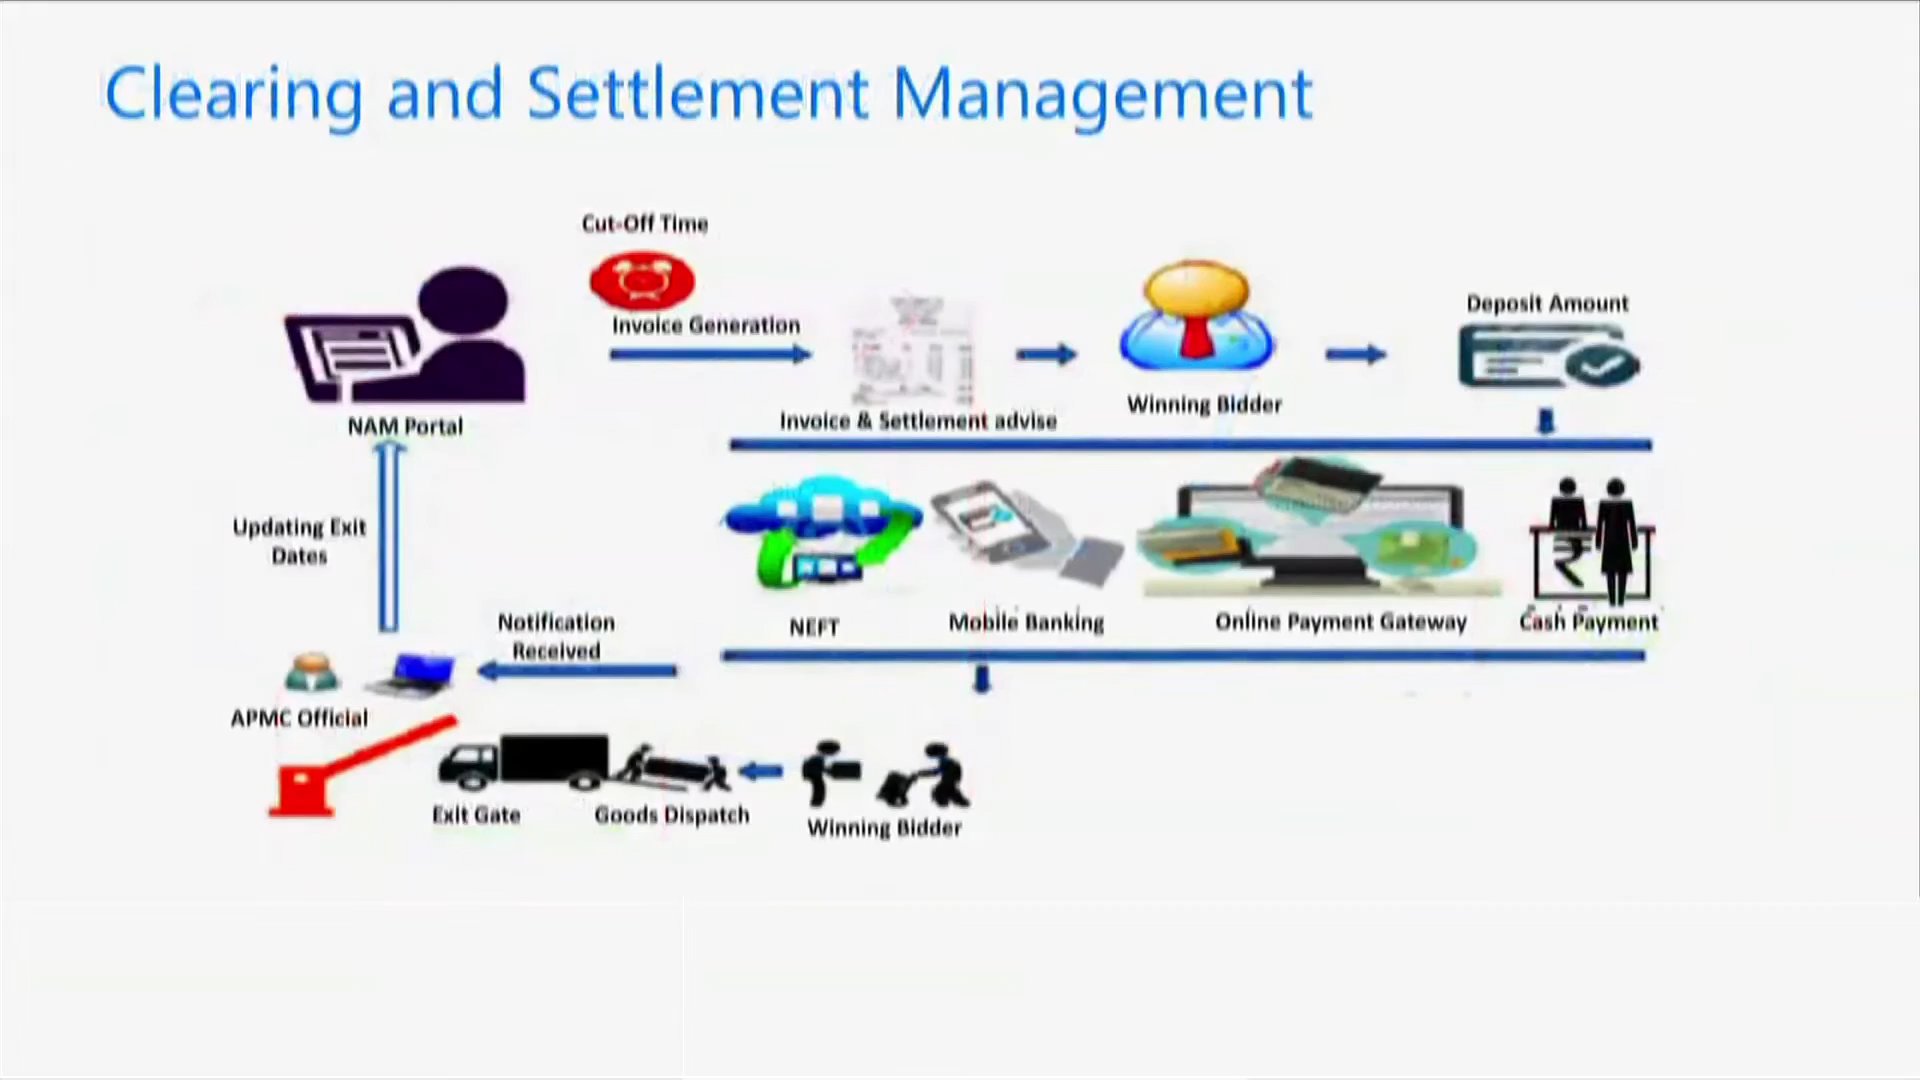 Clearing and Settlement Management
Cut-Off Time
Invoice Generation
Deposit Amount
NAM Portal
Invoice & Settlement advise
Winning Bidder
Updating Exit
Dates
NEFT
Mobile Banking
Online Payment Gateway
Cash Payment
Notification
Received
APMC Official
Exit Gate
Goods Dispatch
Winning Bidder